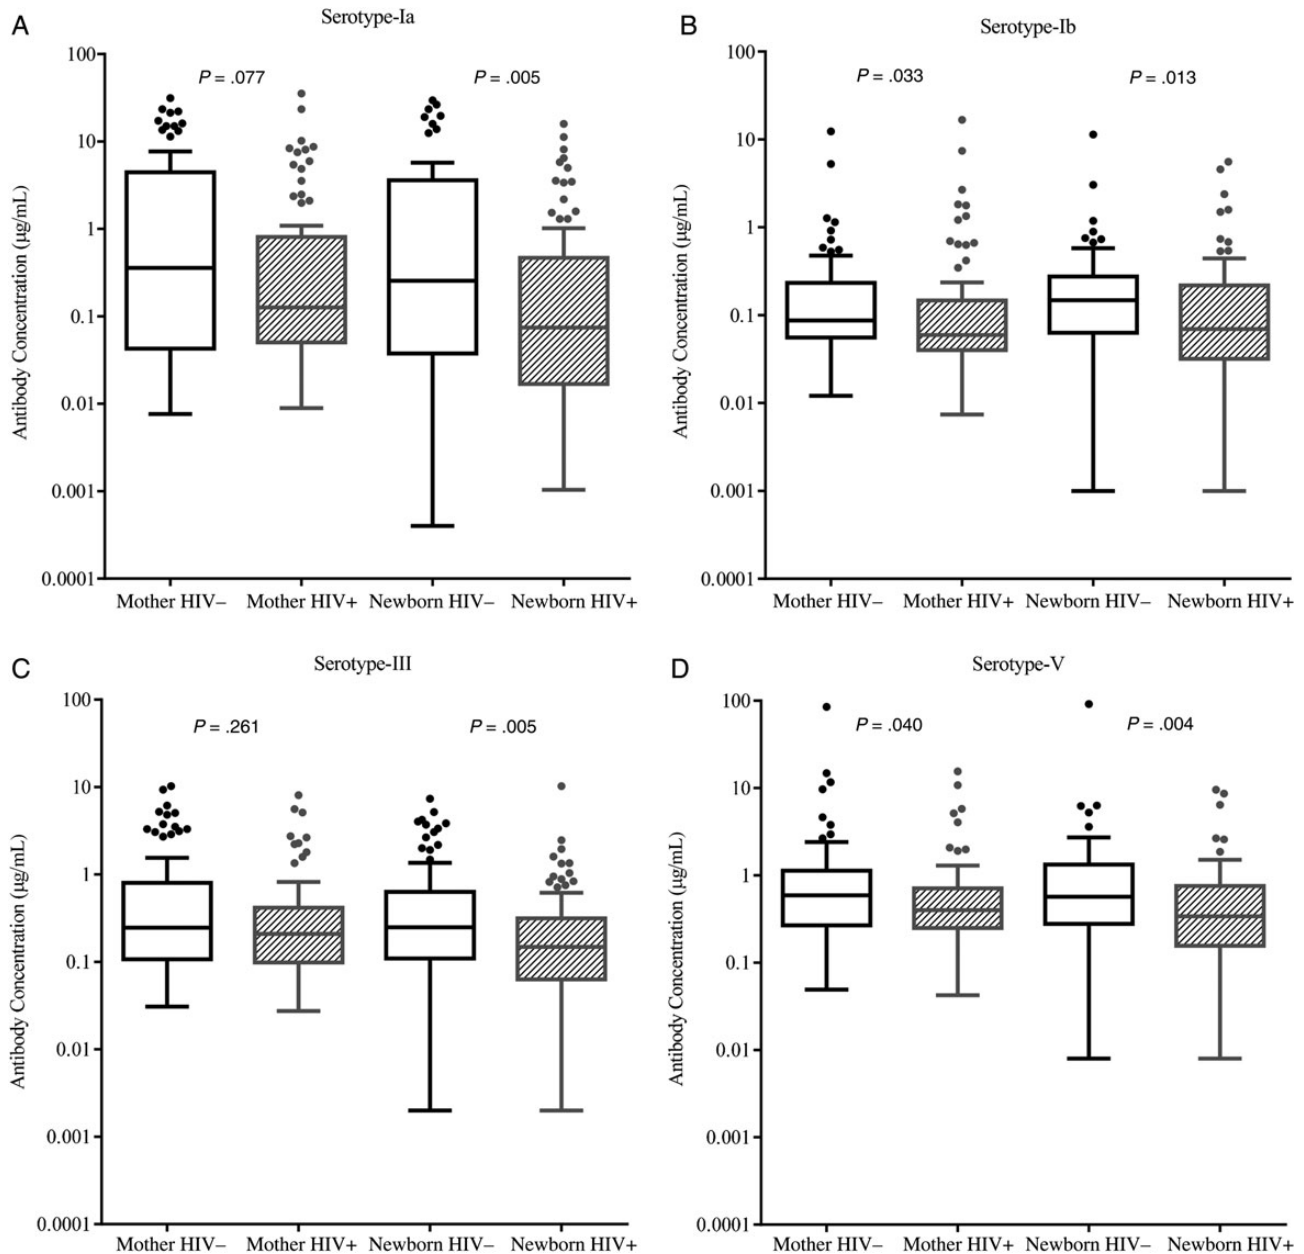 A
Serotype-Ia
P = .077
P = .005
Antibody Concentration (µg/mL)
100
10
1
0.1
0.01
0.001
0.0001
Mother HIV–
Mother HIV+
Newborn HIV–
Newborn HIV+
B
Serotype-Ib
P = .033
P = .013
Antibody Concentration (µg/mL)
100
10
1
0.1
0.01
0.001
0.0001
Mother HIV–
Mother HIV+
Newborn HIV–
Newborn HIV+
C
Serotype-III
P = .261
P = .005
Antibody Concentration (µg/mL)
100
10
1
0.1
0.01
0.001
0.0001
Mother HIV–
Mother HIV+
Newborn HIV–
Newborn HIV+
D
Serotype-V
P = .040
P = .004
Antibody Concentration (µg/mL)
100
10
1
0.1
0.01
0.001
0.0001
Mother HIV–
Mother HIV+
Newborn HIV–
Newborn HIV+